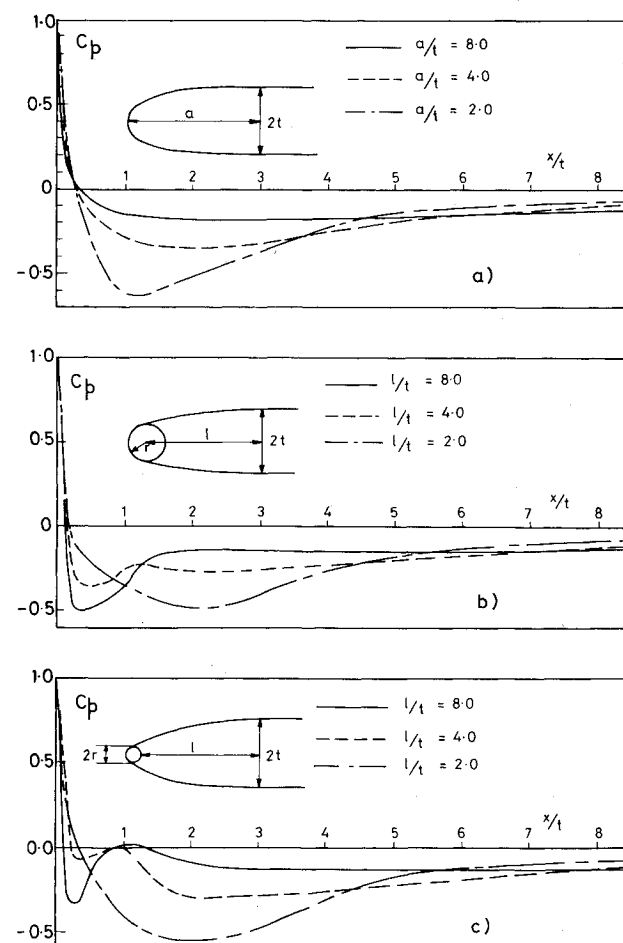 1.0
Cp
a/t = 8.0
a/t = 4.0
a/t = 2.0
0.5
a
2t
x/t
0
1 2 3 4 5 6 7 8
-0.5
a)
1.0
Cp
l/t = 8.0
l/t = 4.0
l/t = 2.0
0.5
r
l
2t
x/t
0
1 2 3 4 5 6 7 8
-0.5
b)
1.0
Cp
l/t = 8.0
l/t = 4.0
l/t = 2.0
0.5
2r
l
2t
x/t
0.0
1 2 3 4 5 6 7 8
-0.5
c)